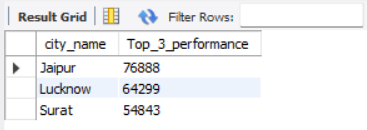 Result Grid Filter Rows:
city_name Top_3_performance
Jaipur 76888
Lucknow 64299
Surat 54843